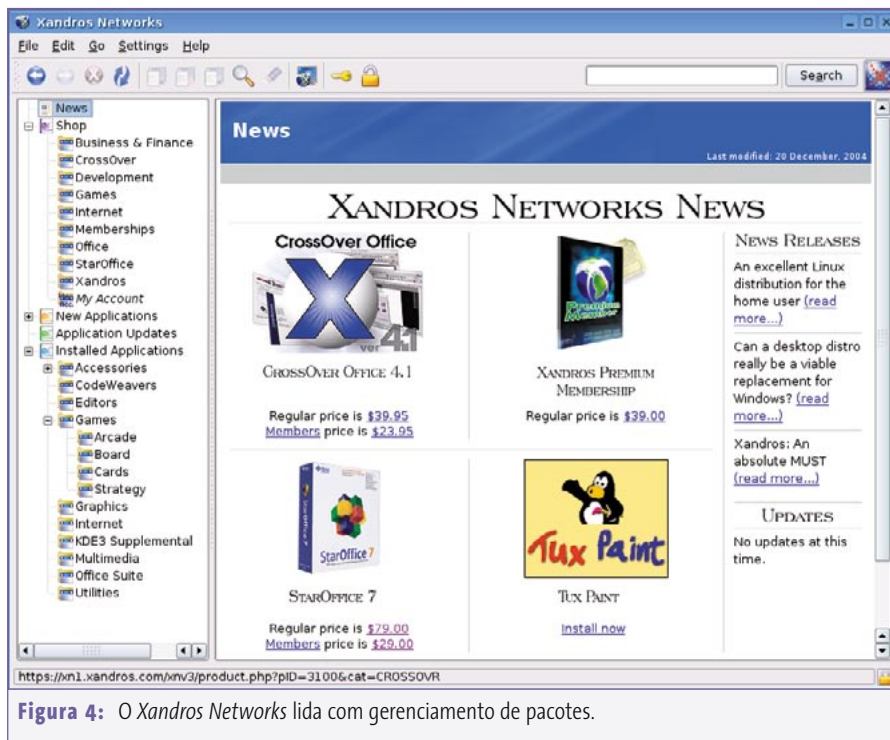 Xandros Networks
File Edit Go Settings Help
Search
News
Shop
Business & Finance
CrossOver
Development
Games
Internet
Memberships
Office
StarOffice
Xandros
My Account
New Applications
Application Updates
Installed Applications
Accessories
CodeWeavers
Editors
Games
Arcade
Board
Cards
Strategy
Graphics
Internet
KDE3 Supplemental
Multimedia
Office Suite
Utilities
News
Last modified: 20 December, 2004
XANDROS NETWORKS NEWS
CrossOver Office
X
ver 4.1
CROSSOVER OFFICE 4.1
Regular price is $39.95
Members price is $23.95
Premium
Member
XANDROS PREMIUM
MEMBERSHIP
Regular price is $39.00
StarOffice 7
STAROFFICE 7
Regular price is $79.00
Members price is $29.00
Tux Paint
TUX PAINT
Install now
NEWS RELEASES
An excellent Linux
distribution for the
home user (read
more...)
Can a desktop distro
really be a viable
replacement for
Windows? (read
more...)
Xandros: An
absolute MUST
(read more...)
UPDATES
No updates at this
time.
https://xn1.xandros.com/xnv3/product.php?pID=3100&cat=CROSSOVR
Figura 4: O Xandros Networks lida com gerenciamento de pacotes.